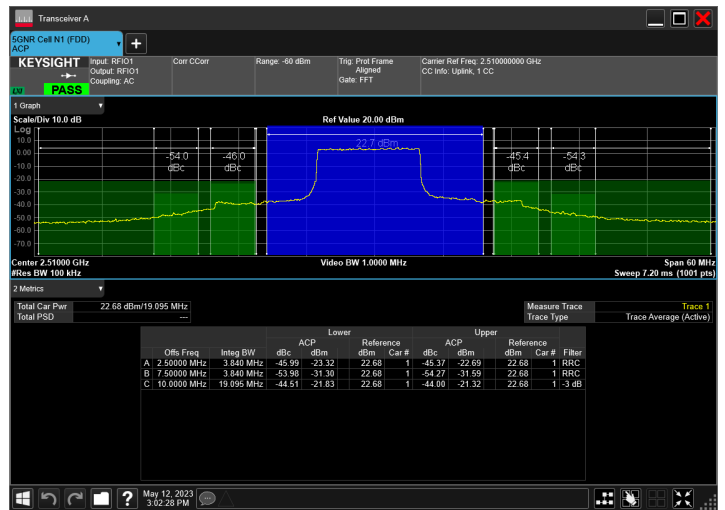 Transceiver A
5GNR Cell N1 (FDD)
ACP
KEYSIGHT
PASS
Input: RFIO1
Output: RFIO1
Coupling: AC
Corr CCorr
Range: -60 dBm
Trig: Prot Frame
Aligned
Gate: FFT
Carrier Ref Freq: 2.510000000 GHz
CC Info: Uplink, 1 CC
1 Graph
Scale/Div 10.0 dB
Ref Value 20.00 dBm
Log
10.0
0.00
-10.0
-20.0
-30.0
-40.0
-50.0
-60.0
-70.0
-54.0 dBc
-46.0 dBc
22.7 dBm
-45.4 dBc
-54.3 dBc
Center 2.51000 GHz
Video BW 1.0000 MHz
Span 60 MHz
#Res BW 100 kHz
Sweep 7.20 ms (1001 pts)
2 Metrics
Total Car Pwr 22.68 dBm/19.095 MHz
Total PSD ---
Measure Trace Trace 1
Trace Type Trace Average (Active)
Lower Upper
ACP Reference ACP Reference
Offs Freq Integ BW dBc dBm dBm Car # dBc dBm dBm Car # Filter
A 2.50000 MHz 3.840 MHz -45.99 -23.32 22.68 1 -45.37 -22.69 22.68 1 RRC
B 7.50000 MHz 3.840 MHz -53.98 -31.30 22.68 1 -54.27 -31.59 22.68 1 RRC
C 10.0000 MHz 19.095 MHz -44.51 -21.83 22.68 1 -44.00 -21.32 22.68 1 -3 dB
May 12, 2023
3:02:28 PM